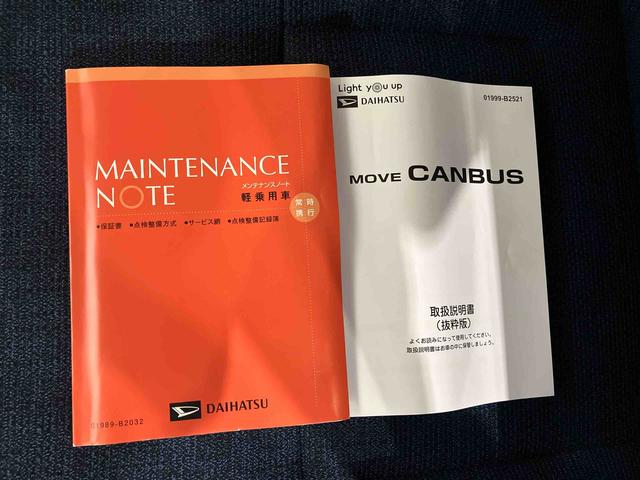 MAINTENANCE
NOTE
メンテナンスノート
軽乗用車
常時
携行
●保証書 ●点検整備方式 ●サービス網 ●点検整備記録簿
DAIHATSU
01989-B2032
Light you up
DAIHATSU
01999-B2521
MOVE CANBUS
取扱説明書
(抜粋版)
よくお読みになって使用してください。
取扱説明書はお車の中に保管しましょう。